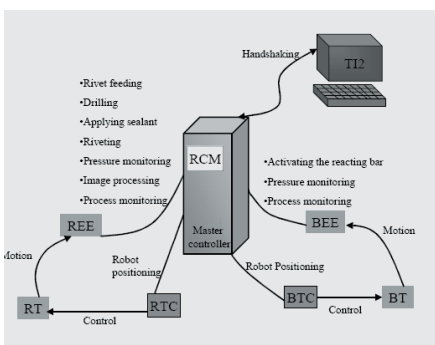 Handshaking
TI2
•Rivet feeding
•Drilling
•Applying sealant
•Riveting
•Pressure monitoring
•Image processing
•Process monitoring
RCM
Master
controller
•Activating the reacting bar
•Pressure monitoring
•Process monitoring
REE
BEE
Motion
Motion
Robot
positioning
Robot Positioning
RT
RTC
BTC
BT
Control
Control